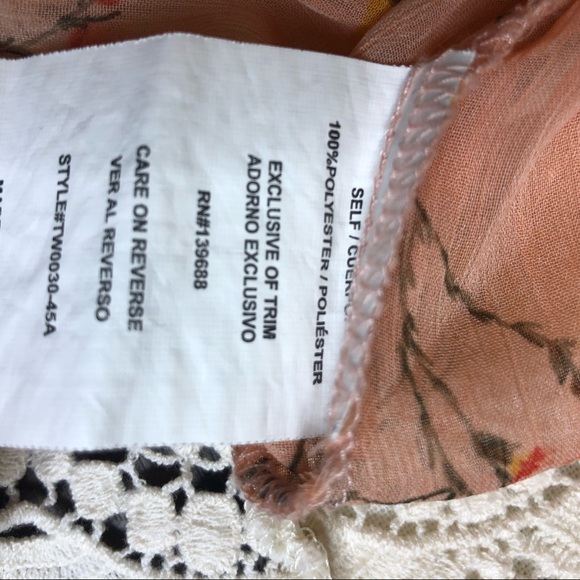 SELF /
100%POLYESTER / POLIÉSTER
EXCLUSIVE OF TRIM
ADORNO EXCLUSIVO
RN#139688
CARE ON REVERSE
VER AL REVERSO
STYLE#TW0030-45A